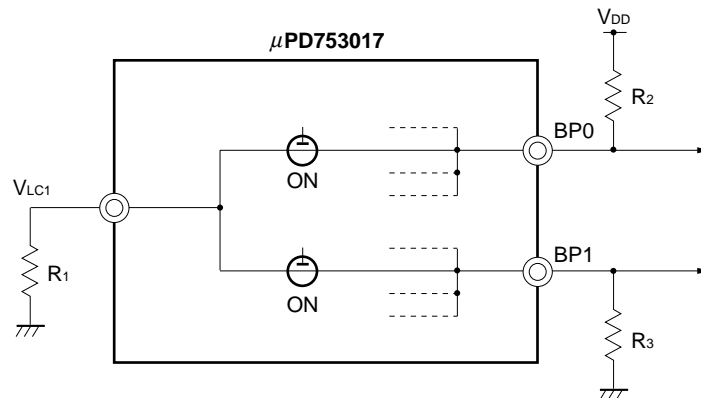 μPD753017
VDD
R2
BP0
ON
VLC1
R1
BP1
ON
R3